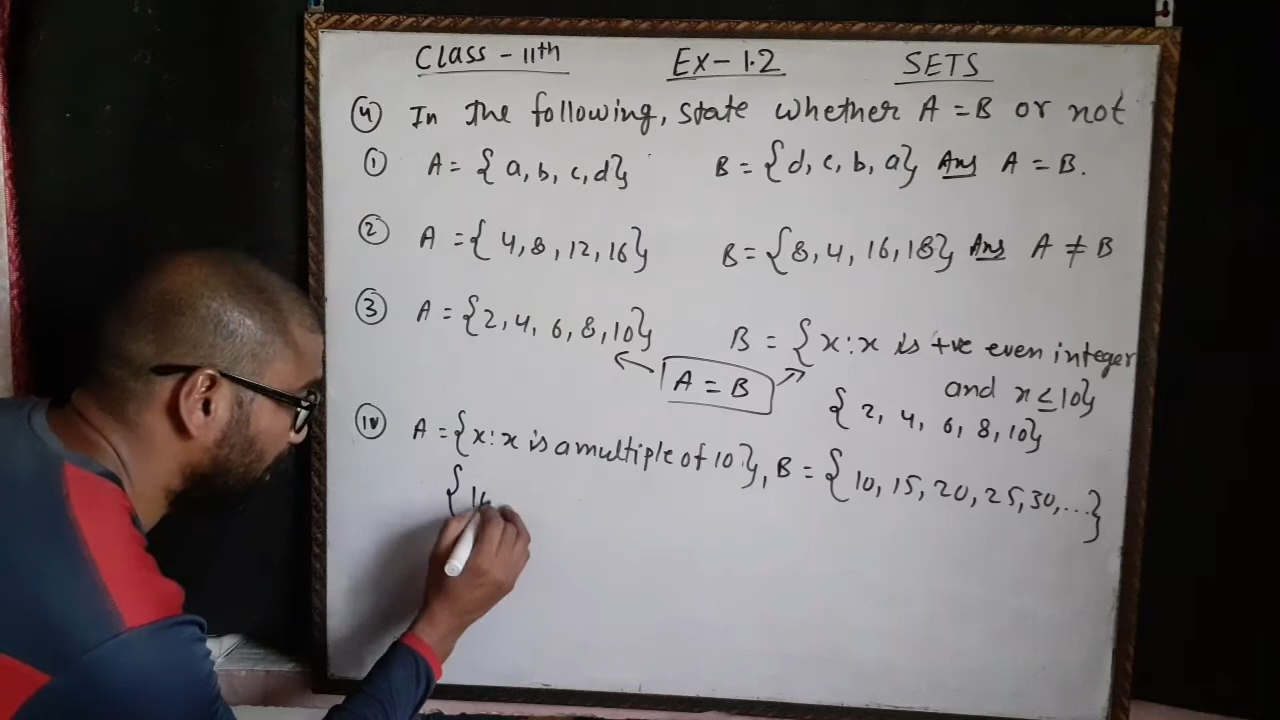 Class - 11th Ex - 1.2 SETS
④ In the following, state whether A = B or not
① A = { a, b, c, d} B = {d, c, b, a} Ans A = B.
② A = { 4, 8, 12, 16} B = {8, 4, 16, 18} Ans A ≠ B
③ A = {2, 4, 6, 8, 10} B = {x : x is +ve even integer
and x ≤ 10}
A = B
{ 2, 4, 6, 8, 10}
iv A = {x : x is a multiple of 10}, B = {10, 15, 20, 25, 30, ...}
{ 10